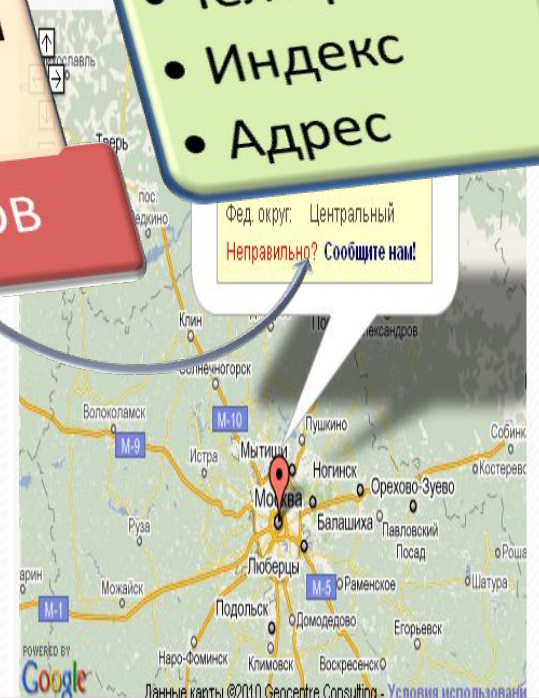 • Индекс
• Адрес
Тверь
пос.
Фед. округ: Центральный
Неправильно? Сообщите нам!
Клин
Волоколамск
М-10
Пушкино
М-9
Истра
Мытищи
Ногинск
Москва
Орехово-Зуево
Балашиха
Павловский
Посад
Руза
Люберцы
М-5
Раменское
Шатура
Можайск
М-1
Подольск
Домодедово
Егорьевск
POWERED BY
Google
Наро-Фоминск
Климовск
Воскресенск
Данные карты ©2010 Geocentre Consulting - Условия использовани